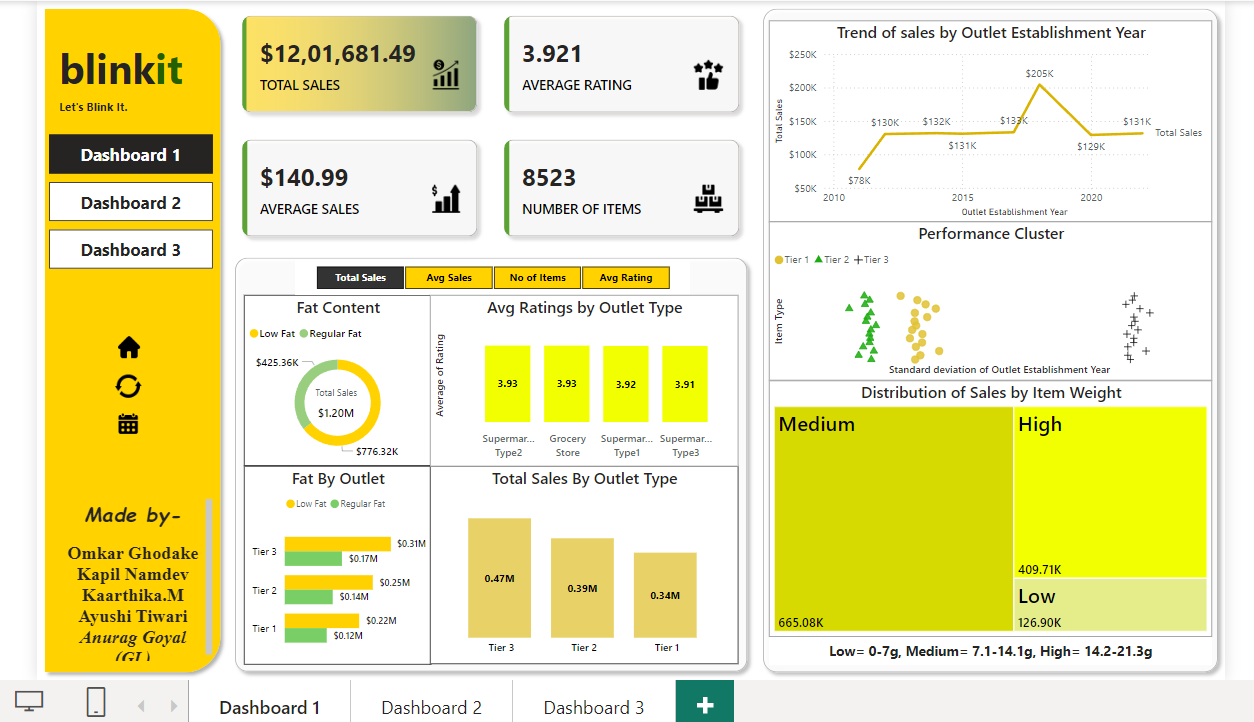 blinkit
Let's Blink It.
Dashboard 1
Dashboard 2
Dashboard 3
Made by-
Omkar Ghodake
Kapil Namdev
Kaarthika.M
Ayushi Tiwari
Anurag Goyal
(GL)
$12,01,681.49
TOTAL SALES
3.921
AVERAGE RATING
$140.99
AVERAGE SALES
8523
NUMBER OF ITEMS
Total Sales Avg Sales No of Items Avg Rating
Fat Content
Low Fat Regular Fat
$425.36K
Total Sales
$1.20M
$776.32K
Avg Ratings by Outlet Type
Average of Rating
3.93 3.93 3.92 3.91
Supermar... Grocery Supermar... Supermar...
Type2 Store Type1 Type3
Fat By Outlet
Low Fat Regular Fat
Tier 3 $0.31M
$0.17M
Tier 2 $0.25M
$0.14M
Tier 1 $0.22M
$0.12M
Total Sales By Outlet Type
0.47M 0.39M 0.34M
Tier 3 Tier 2 Tier 1
Trend of sales by Outlet Establishment Year
Total Sales
$250K
$200K
$150K
$100K
$50K
$78K $130K $132K $131K $133K $205K $129K $131K
Total Sales
2010 2015 2020
Outlet Establishment Year
Performance Cluster
Tier 1 Tier 2 Tier 3
Item Type
Standard deviation of Outlet Establishment Year
Distribution of Sales by Item Weight
Medium
665.08K
High
409.71K
Low
126.90K
Low= 0-7g, Medium= 7.1-14.1g, High= 14.2-21.3g
Dashboard 1 Dashboard 2 Dashboard 3 +